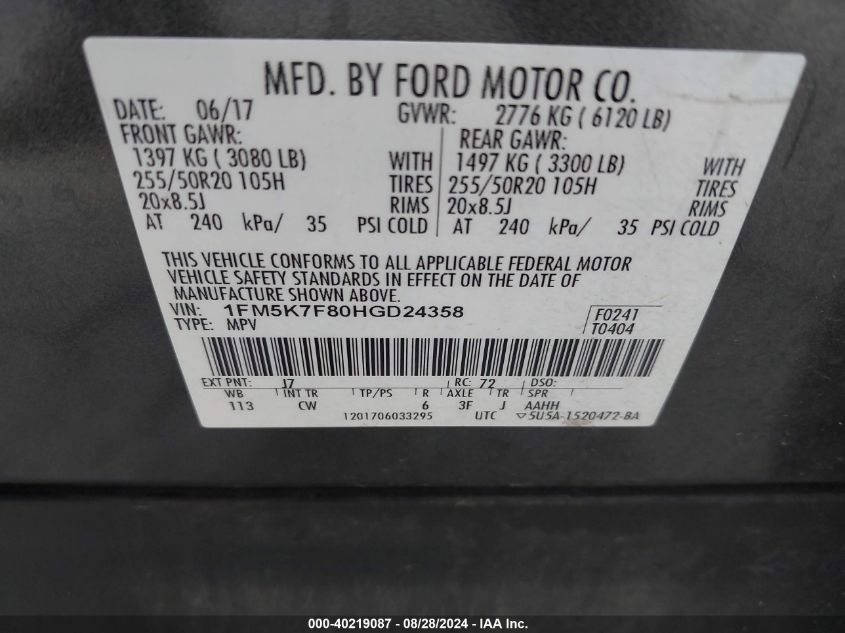 MFD. BY FORD MOTOR CO.
DATE: 06/17 GVWR: 2776 KG ( 6120 LB)
FRONT GAWR: REAR GAWR:
1397 KG ( 3080 LB) WITH 1497 KG ( 3300 LB) WITH
255/50R20 105H TIRES 255/50R20 105H TIRES
20x8.5J RIMS 20x8.5J RIMS
AT 240 kPa/ 35 PSI COLD AT 240 kPa/ 35 PSI COLD
THIS VEHICLE CONFORMS TO ALL APPLICABLE FEDERAL MOTOR
VEHICLE SAFETY STANDARDS IN EFFECT ON THE DATE OF
MANUFACTURE SHOWN ABOVE.
VIN: 1FM5K7F80HGD24358 F0241
TYPE: MPV T0404
EXT PNT: J7 RC: 72 DSO:
WB INT TR TP/PS R AXLE TR SPR
113 CW 6 3F J AAHH
1201706033295 UTC ▽5U5A-1520472-BA
000-40219087 - 08/28/2024 - IAA Inc.